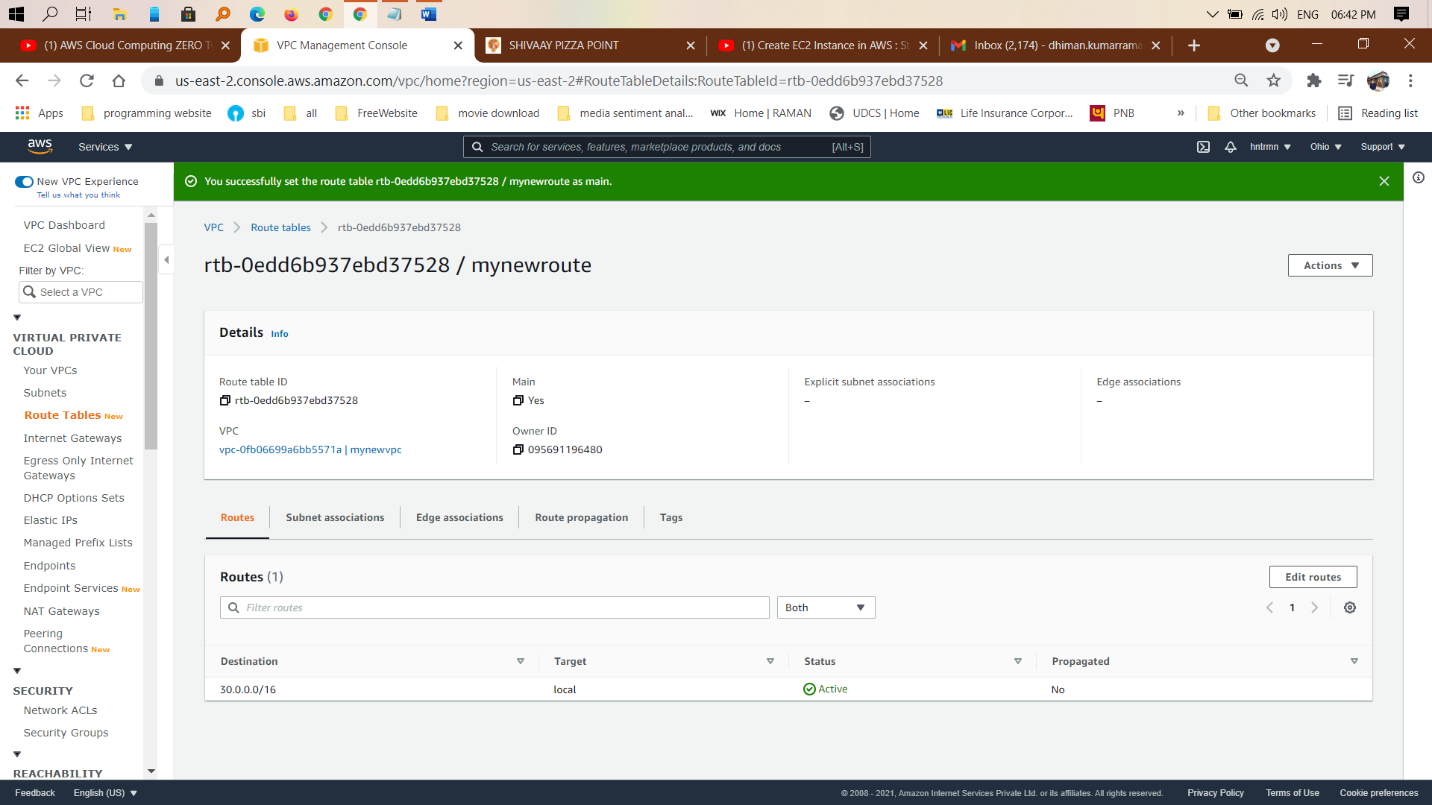 ENG 06:42 PM
(1) AWS Cloud Computing ZERO T
VPC Management Console
SHIVAAY PIZZA POINT
(1) Create EC2 Instance in AWS : St
Inbox (2,174) - dhiman.kumarrama
us-east-2.console.aws.amazon.com/vpc/home?region=us-east-2#RouteTableDetails:RouteTableId=rtb-0edd6b937ebd37528
Apps programming website sbi all FreeWebsite movie download media sentiment anal... WIX Home | RAMAN UDCS | Home Life Insurance Corpor... PNB » Other bookmarks Reading list
aws Services Search for services, features, marketplace products, and docs [Alt+S] hntrmn Ohio Support
New VPC Experience
Tell us what you think
You successfully set the route table rtb-0edd6b937ebd37528 / mynewroute as main.
VPC Dashboard
EC2 Global View New
Filter by VPC:
Select a VPC
VIRTUAL PRIVATE
CLOUD
Your VPCs
Subnets
Route Tables New
Internet Gateways
Egress Only Internet
Gateways
DHCP Options Sets
Elastic IPs
Managed Prefix Lists
Endpoints
Endpoint Services New
NAT Gateways
Peering
Connections New
SECURITY
Network ACLs
Security Groups
REACHABILITY
VPC Route tables rtb-0edd6b937ebd37528
rtb-0edd6b937ebd37528 / mynewroute
Actions
Details Info
Route table ID
rtb-0edd6b937ebd37528
Main
Yes
Explicit subnet associations
–
Edge associations
–
VPC
vpc-0fb06699a6bb5571a | mynewvpc
Owner ID
095691196480
Routes Subnet associations Edge associations Route propagation Tags
Routes (1)
Edit routes
Filter routes
Both
1
Destination Target Status Propagated
30.0.0.0/16 local Active No
Feedback English (US) © 2008 - 2021, Amazon Internet Services Private Ltd. or its affiliates. All rights reserved. Privacy Policy Terms of Use Cookie preferences